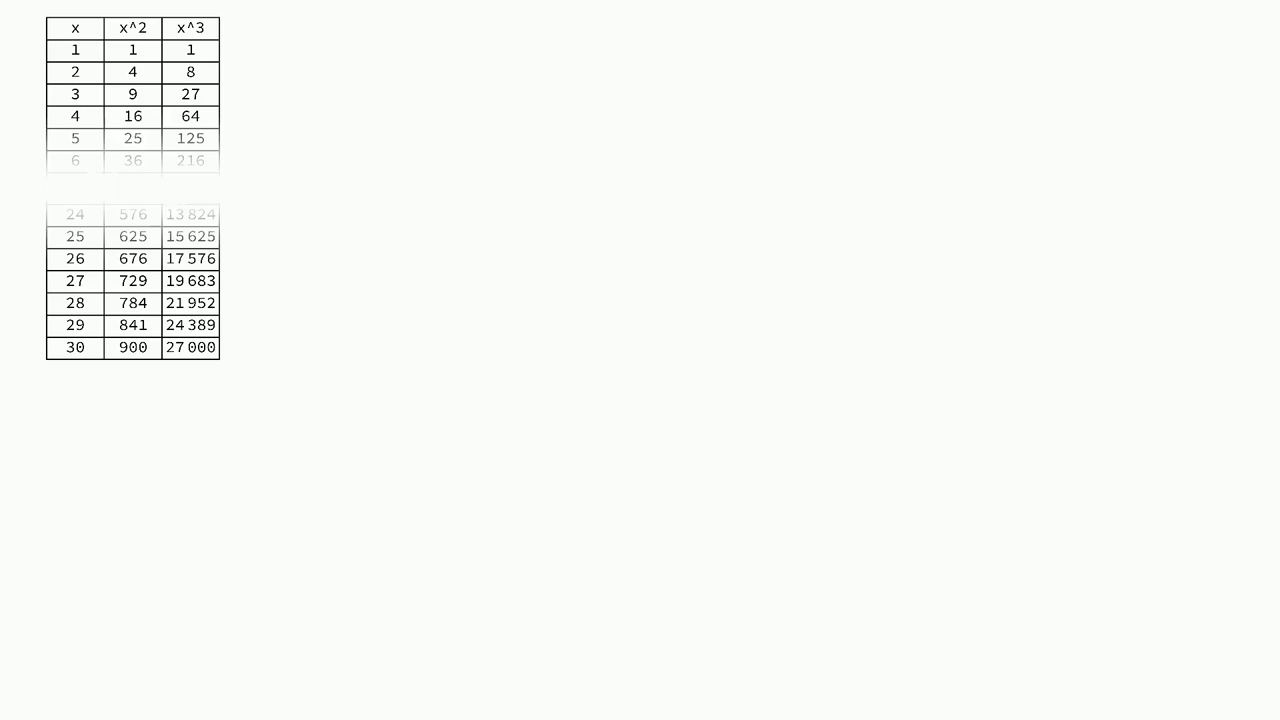 x x^2 x^3
1 1 1
2 4 8
3 9 27
4 16 64
5 25 125
6 36 216
24 576 13 824
25 625 15 625
26 676 17 576
27 729 19 683
28 784 21 952
29 841 24 389
30 900 27 000